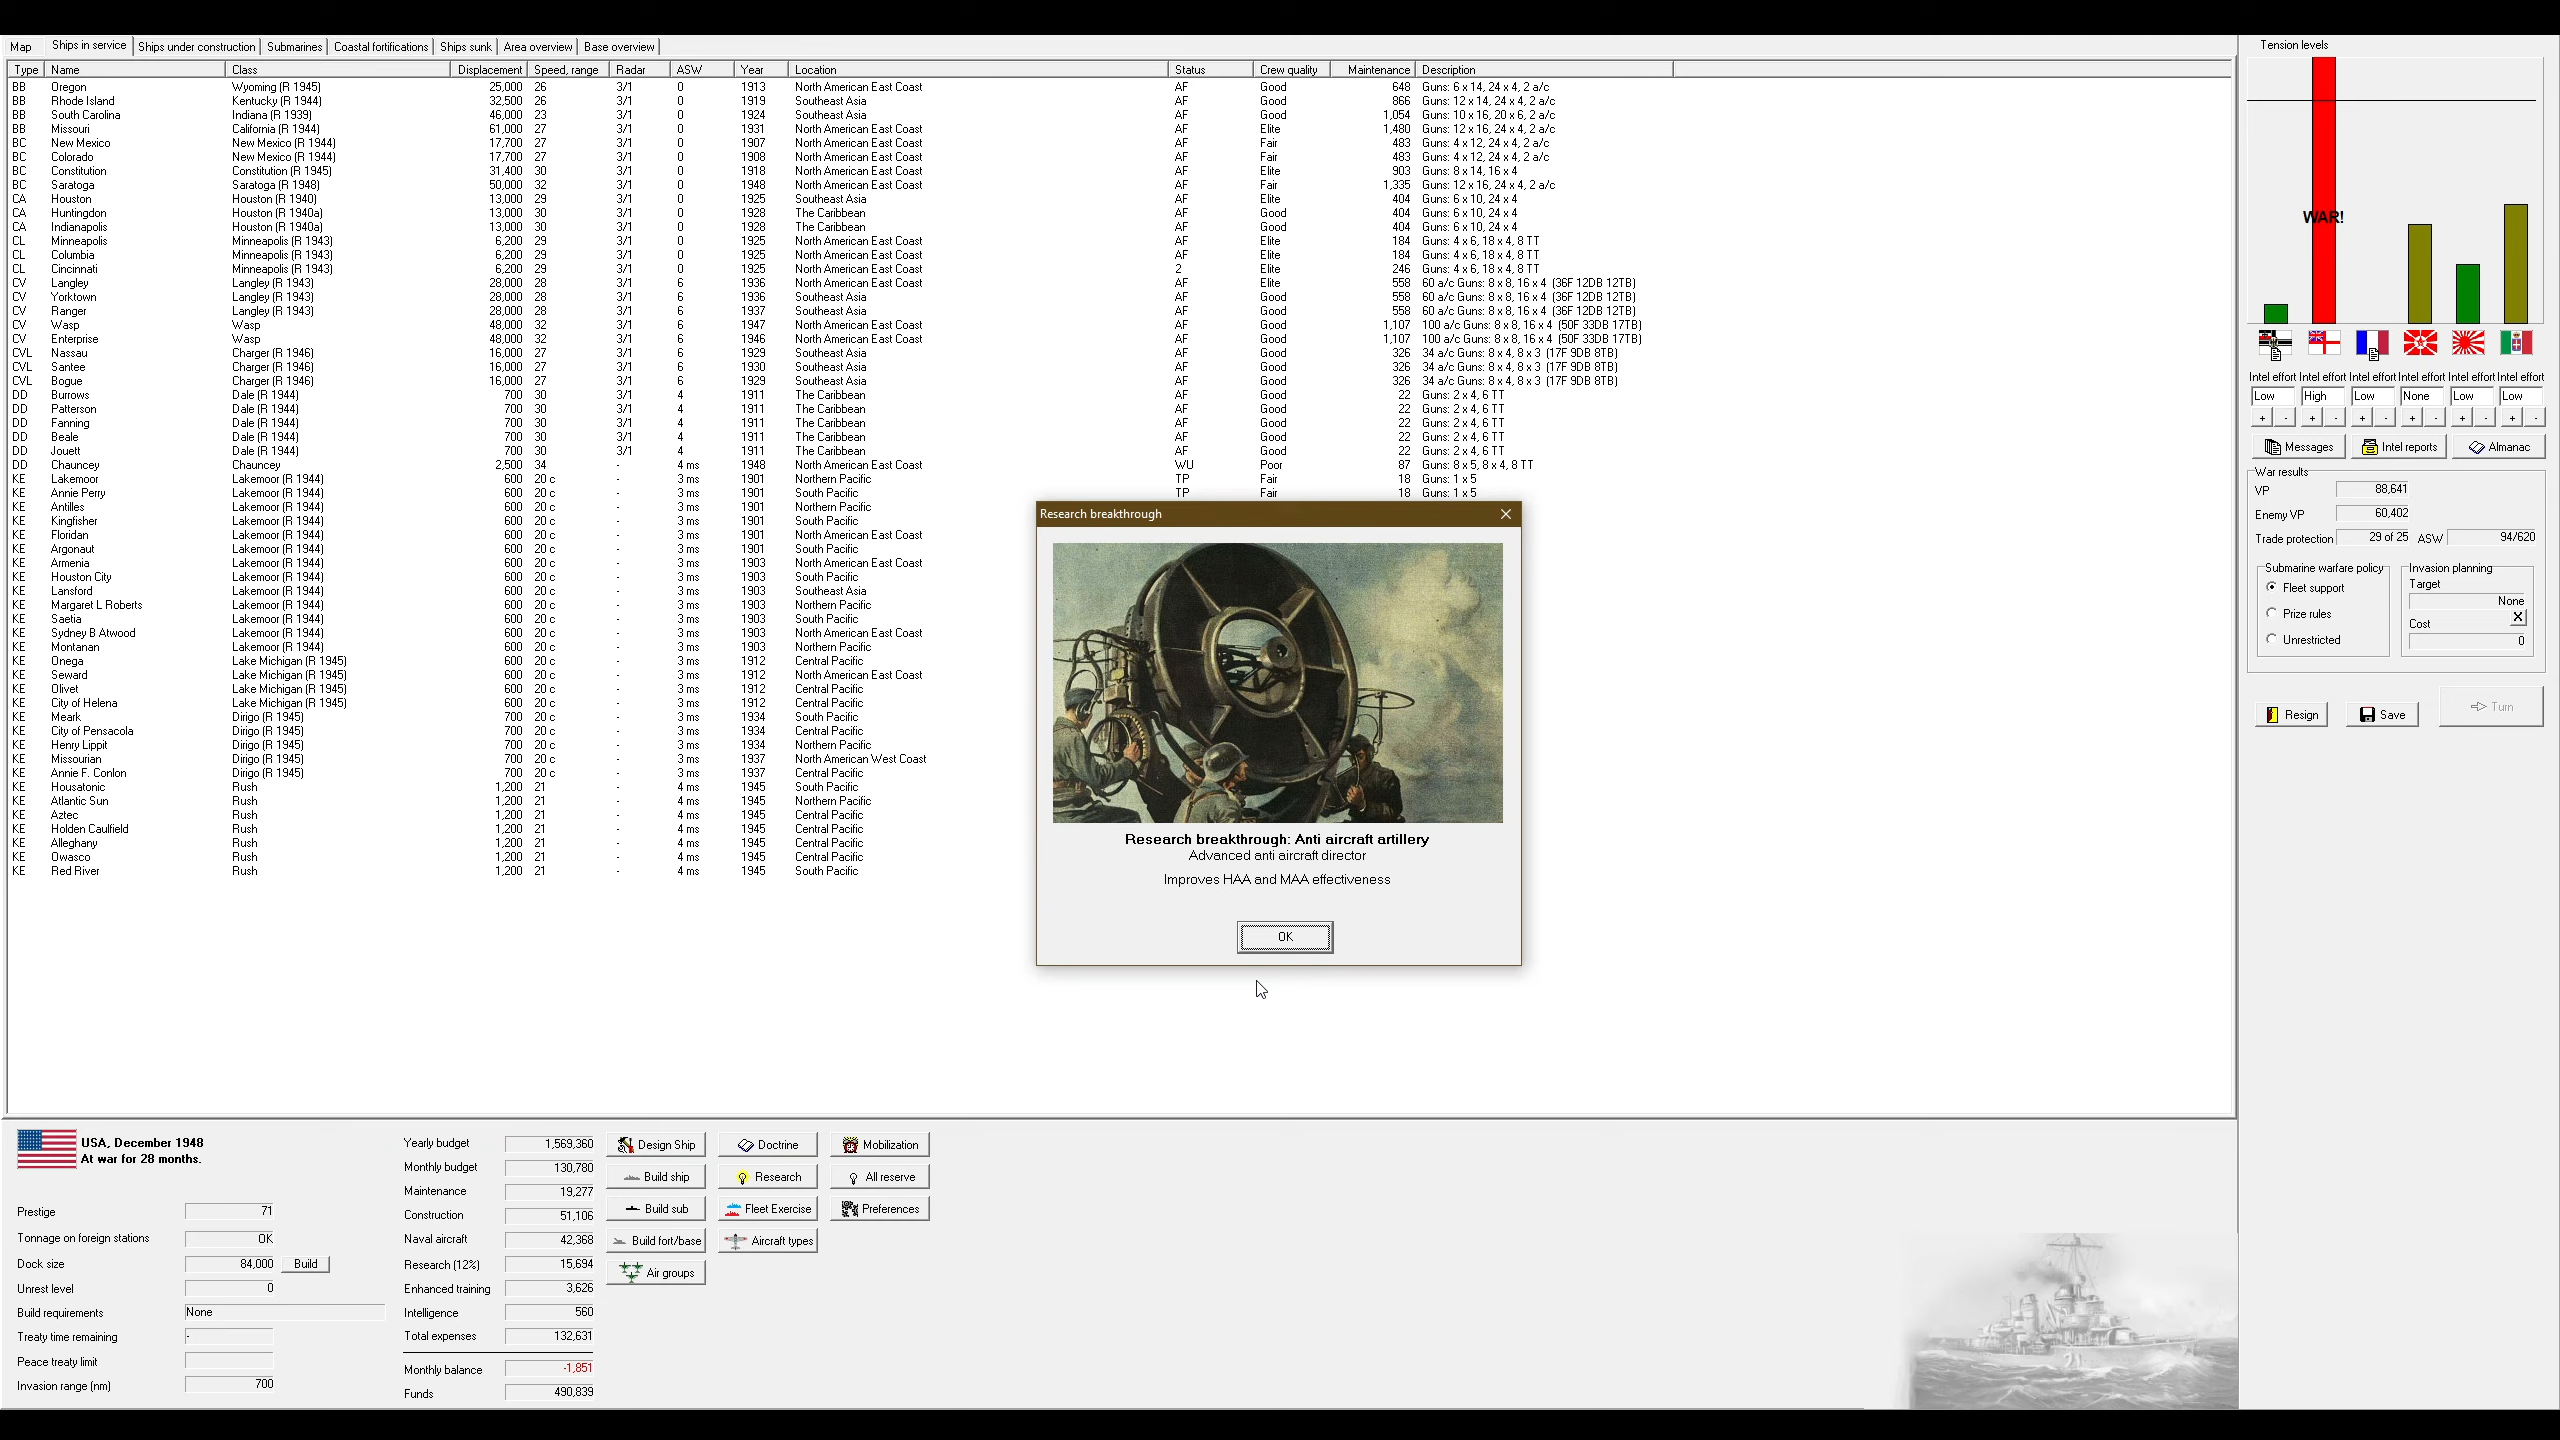 Map Ships in service Ships under construction Submarines Coastal fortifications Ships sunk Area overview Base overview
Type Name Class Displacement Speed, range Radar ASW Year Location Status Crew quality Maintenance Description
BB Oregon Wyoming (R 1945) 25,000 26 3/1 0 1913 North American East Coast AF Good 648 Guns: 6 x 14, 24 x 4, 2 a/c
BB Rhode Island Kentucky (R 1944) 32,500 26 3/1 0 1919 Southeast Asia AF Good 866 Guns: 12 x 14, 24 x 4, 2 a/c
BB South Carolina Indiana (R 1939) 46,000 23 3/1 0 1924 Southeast Asia AF Good 1,054 Guns: 10 x 16, 20 x 6, 2 a/c
BB Missouri California (R 1944) 61,000 27 3/1 0 1931 North American East Coast AF Elite 1,480 Guns: 12 x 16, 24 x 4, 2 a/c
BC New Mexico New Mexico (R 1944) 17,700 27 3/1 0 1907 North American East Coast AF Fair 483 Guns: 4 x 12, 24 x 4, 2 a/c
BC Colorado New Mexico (R 1944) 17,700 27 3/1 0 1908 North American East Coast AF Fair 483 Guns: 4 x 12, 24 x 4, 2 a/c
BC Constitution Constitution (R 1945) 31,400 30 3/1 0 1918 North American East Coast AF Elite 903 Guns: 8 x 14, 16 x 4
BC Saratoga Saratoga (R 1948) 50,000 32 3/1 0 1948 North American East Coast AF Fair 1,335 Guns: 12 x 16, 24 x 4, 2 a/c
CA Houston Houston (R 1940) 13,000 29 3/1 0 1925 Southeast Asia AF Elite 404 Guns: 6 x 10, 24 x 4
CA Huntingdon Houston (R 1940a) 13,000 30 3/1 0 1928 The Caribbean AF Good 404 Guns: 6 x 10, 24 x 4
CA Indianapolis Houston (R 1940a) 13,000 30 3/1 0 1928 The Caribbean AF Good 404 Guns: 6 x 10, 24 x 4
CL Minneapolis Minneapolis (R 1943) 6,200 29 3/1 0 1925 North American East Coast AF Elite 184 Guns: 4 x 6, 18 x 4, 8 TT
CL Columbia Minneapolis (R 1943) 6,200 29 3/1 0 1925 North American East Coast AF Elite 184 Guns: 4 x 6, 18 x 4, 8 TT
CL Cincinnati Minneapolis (R 1943) 6,200 29 3/1 0 1925 North American East Coast 2 Elite 246 Guns: 4 x 6, 18 x 4, 8 TT
CV Langley Langley (R 1943) 28,000 28 3/1 6 1936 North American East Coast AF Elite 558 60 a/c Guns: 8 x 8, 16 x 4 (36F 12DB 12TB)
CV Yorktown Langley (R 1943) 28,000 28 3/1 6 1936 Southeast Asia AF Good 558 60 a/c Guns: 8 x 8, 16 x 4 (36F 12DB 12TB)
CV Ranger Langley (R 1943) 28,000 28 3/1 6 1937 Southeast Asia AF Good 558 60 a/c Guns: 8 x 8, 16 x 4 (36F 12DB 12TB)
CV Wasp Wasp 48,000 32 3/1 6 1947 North American East Coast AF Good 1,107 100 a/c Guns: 8 x 8, 16 x 4 (50F 33DB 17TB)
CV Enterprise Wasp 48,000 32 3/1 6 1946 North American East Coast AF Good 1,107 100 a/c Guns: 8 x 8, 16 x 4 (50F 33DB 17TB)
CVL Nassau Charger (R 1946) 16,000 27 3/1 6 1929 Southeast Asia AF Good 326 34 a/c Guns: 8 x 4, 8 x 3 (17F 9DB 8TB)
CVL Santee Charger (R 1946) 16,000 27 3/1 6 1930 Southeast Asia AF Good 326 34 a/c Guns: 8 x 4, 8 x 3 (17F 9DB 8TB)
CVL Bogue Charger (R 1946) 16,000 27 3/1 6 1929 Southeast Asia AF Good 326 34 a/c Guns: 8 x 4, 8 x 3 (17F 9DB 8TB)
DD Burrows Dale (R 1944) 700 30 3/1 4 1911 The Caribbean AF Good 22 Guns: 2 x 4, 6 TT
DD Patterson Dale (R 1944) 700 30 3/1 4 1911 The Caribbean AF Good 22 Guns: 2 x 4, 6 TT
DD Fanning Dale (R 1944) 700 30 3/1 4 1911 The Caribbean AF Good 22 Guns: 2 x 4, 6 TT
DD Beale Dale (R 1944) 700 30 3/1 4 1911 The Caribbean AF Good 22 Guns: 2 x 4, 6 TT
DD Jouett Dale (R 1944) 700 30 3/1 4 1911 The Caribbean AF Good 22 Guns: 2 x 4, 6 TT
DD Chauncey Chauncey 2,500 34 - 4 ms 1948 North American East Coast WU Poor 87 Guns: 8 x 5, 8 x 4, 8 TT
KE Lakemoor Lakemoor (R 1944) 600 20 c - 3 ms 1901 Northern Pacific TP Fair 18 Guns: 1 x 5
KE Annie Perry Lakemoor (R 1944) 600 20 c - 3 ms 1901 South Pacific TP Fair 18 Guns: 1 x 5
KE Antilles Lakemoor (R 1944) 600 20 c - 3 ms 1901 Northern Pacific
KE Kingfisher Lakemoor (R 1944) 600 20 c - 3 ms 1901 South Pacific
KE Floridan Lakemoor (R 1944) 600 20 c - 3 ms 1901 North American East Coast
KE Argonaut Lakemoor (R 1944) 600 20 c - 3 ms 1901 South Pacific
KE Armenia Lakemoor (R 1944) 600 20 c - 3 ms 1903 North American East Coast
KE Houston City Lakemoor (R 1944) 600 20 c - 3 ms 1903 South Pacific
KE Lansford Lakemoor (R 1944) 600 20 c - 3 ms 1903 Southeast Asia
KE Margaret L Roberts Lakemoor (R 1944) 600 20 c - 3 ms 1903 Northern Pacific
KE Saetia Lakemoor (R 1944) 600 20 c - 3 ms 1903 South Pacific
KE Sydney B Atwood Lakemoor (R 1944) 600 20 c - 3 ms 1903 North American East Coast
KE Montanan Lakemoor (R 1944) 600 20 c - 3 ms 1903 Northern Pacific
KE Onega Lake Michigan (R 1945) 600 20 c - 3 ms 1912 Central Pacific
KE Seward Lake Michigan (R 1945) 600 20 c - 3 ms 1912 North American East Coast
KE Olivet Lake Michigan (R 1945) 600 20 c - 3 ms 1912 Central Pacific
KE City of Helena Lake Michigan (R 1945) 600 20 c - 3 ms 1912 Central Pacific
KE Meark Dirigo (R 1945) 700 20 c - 3 ms 1934 South Pacific
KE City of Pensacola Dirigo (R 1945) 700 20 c - 3 ms 1934 Central Pacific
KE Henry Lippit Dirigo (R 1945) 700 20 c - 3 ms 1934 Northern Pacific
KE Missourian Dirigo (R 1945) 700 20 c - 3 ms 1937 North American West Coast
KE Annie F. Conlon Dirigo (R 1945) 700 20 c - 3 ms 1937 Central Pacific
KE Housatonic Rush 1,200 21 - 4 ms 1945 South Pacific
KE Atlantic Sun Rush 1,200 21 - 4 ms 1945 Northern Pacific
KE Aztec Rush 1,200 21 - 4 ms 1945 Central Pacific
KE Holden Caulfield Rush 1,200 21 - 4 ms 1945 Central Pacific
KE Alleghany Rush 1,200 21 - 4 ms 1945 Central Pacific
KE Owasco Rush 1,200 21 - 4 ms 1945 Central Pacific
KE Red River Rush 1,200 21 - 4 ms 1945 South Pacific
Research breakthrough
Research breakthrough: Anti aircraft artillery
Advanced anti aircraft director
Improves HAA and MAA effectiveness
OK
Tension levels
WAR!
Intel effort Intel effort Intel effort Intel effort Intel effort Intel effort
Low High Low None Low Low
+ - + - + - + - + - + -
Messages Intel reports Almanac
War results
VP 88,641
Enemy VP 60,402
Trade protection 29 of 25 ASW 94/620
Submarine warfare policy
Fleet support
Prize rules
Unrestricted
Invasion planning
Target
None
X
Cost
0
Resign Save Turn
USA, December 1948
At war for 28 months.
Prestige 71
Tonnage on foreign stations OK
Dock size 84,000 Build
Unrest level 0
Build requirements None
Treaty time remaining -
Peace treaty limit
Invasion range (nm) 700
Yearly budget 1,569,360
Monthly budget 130,780
Maintenance 19,277
Construction 51,106
Naval aircraft 42,368
Research (12%) 15,694
Enhanced training 3,626
Intelligence 560
Total expenses 132,631
Monthly balance -1,851
Funds 490,839
Design Ship Doctrine Mobilization
Build ship Research All reserve
Build sub Fleet Exercise Preferences
Build fort/base Aircraft types
Air groups